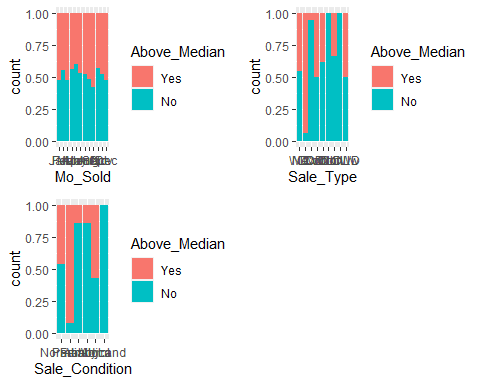 1.00
0.75
0.50
0.25
0.00
count
Mo_Sold
Above_Median
Yes
No
1.00
0.75
0.50
0.25
0.00
count
Sale_Type
Above_Median
Yes
No
1.00
0.75
0.50
0.25
0.00
count
Sale_Condition
Above_Median
Yes
No